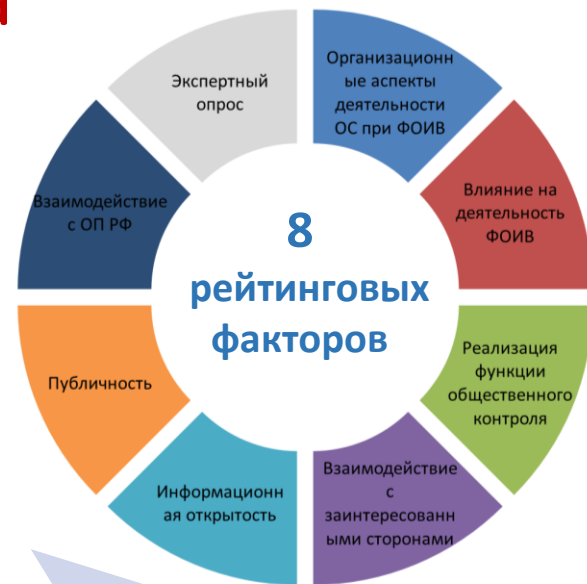 Экспертный
опрос
Организационн
ые аспекты
деятельности
ОС при ФОИВ
Взаимодействие
с ОП РФ
Влияние на
деятельность
ФОИВ
8
рейтинговых
факторов
Публичность
Реализация
функции
общественного
контроля
Информационн
ая открытость
Взаимодействие
с
заинтересованн
ыми сторонами